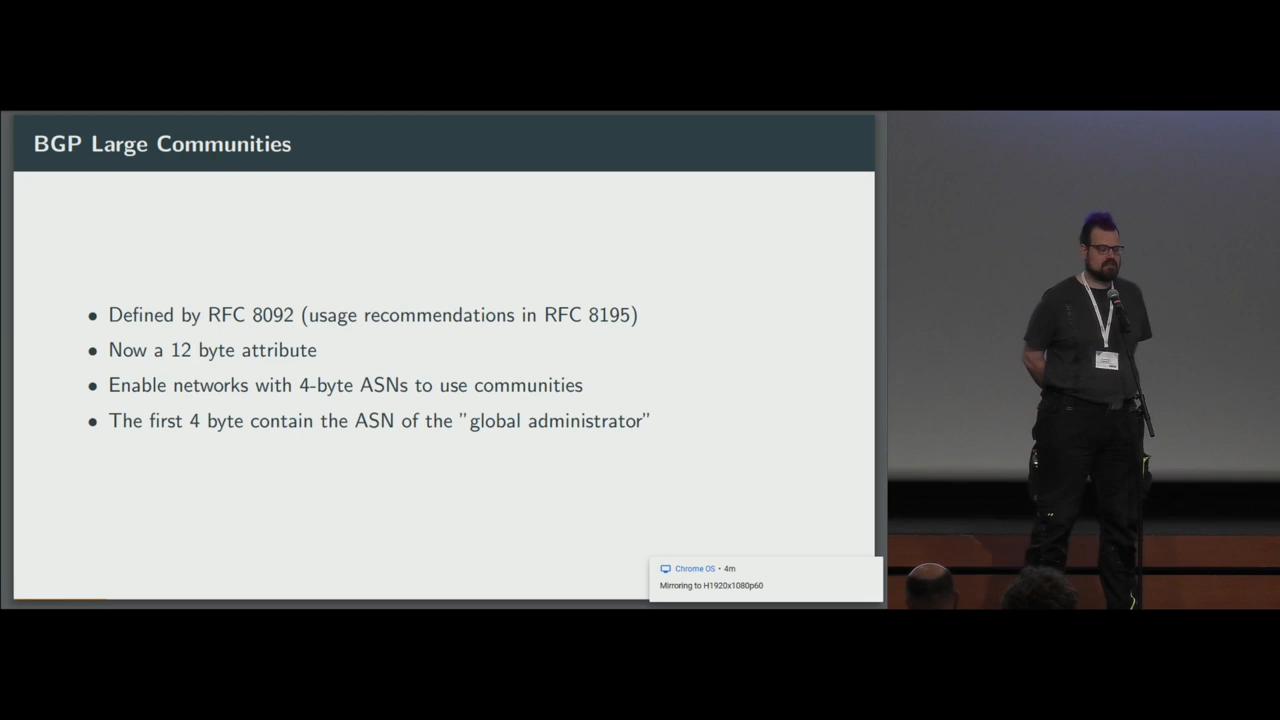 BGP Large Communities
• Defined by RFC 8092 (usage recommendations in RFC 8195)
• Now a 12 byte attribute
• Enable networks with 4-byte ASNs to use communities
• The first 4 byte contain the ASN of the "global administrator"
Chrome OS • 4m
Mirroring to H1920x1080p60